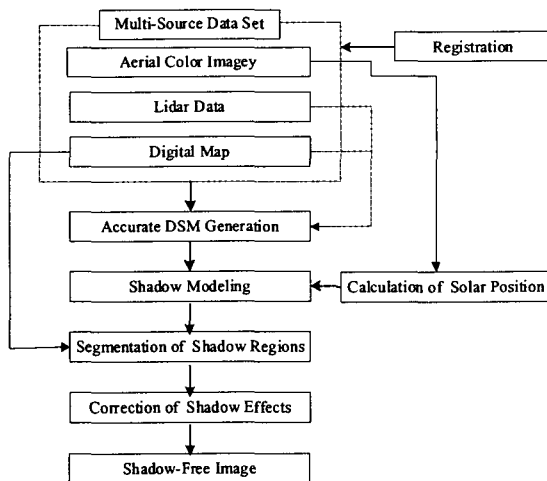 Multi-Source Data Set
Registration
Aerial Color Imagey
Lidar Data
Digital Map
Accurate DSM Generation
Shadow Modeling
Calculation of Solar Position
Segmentation of Shadow Regions
Correction of Shadow Effects
Shadow-Free Image